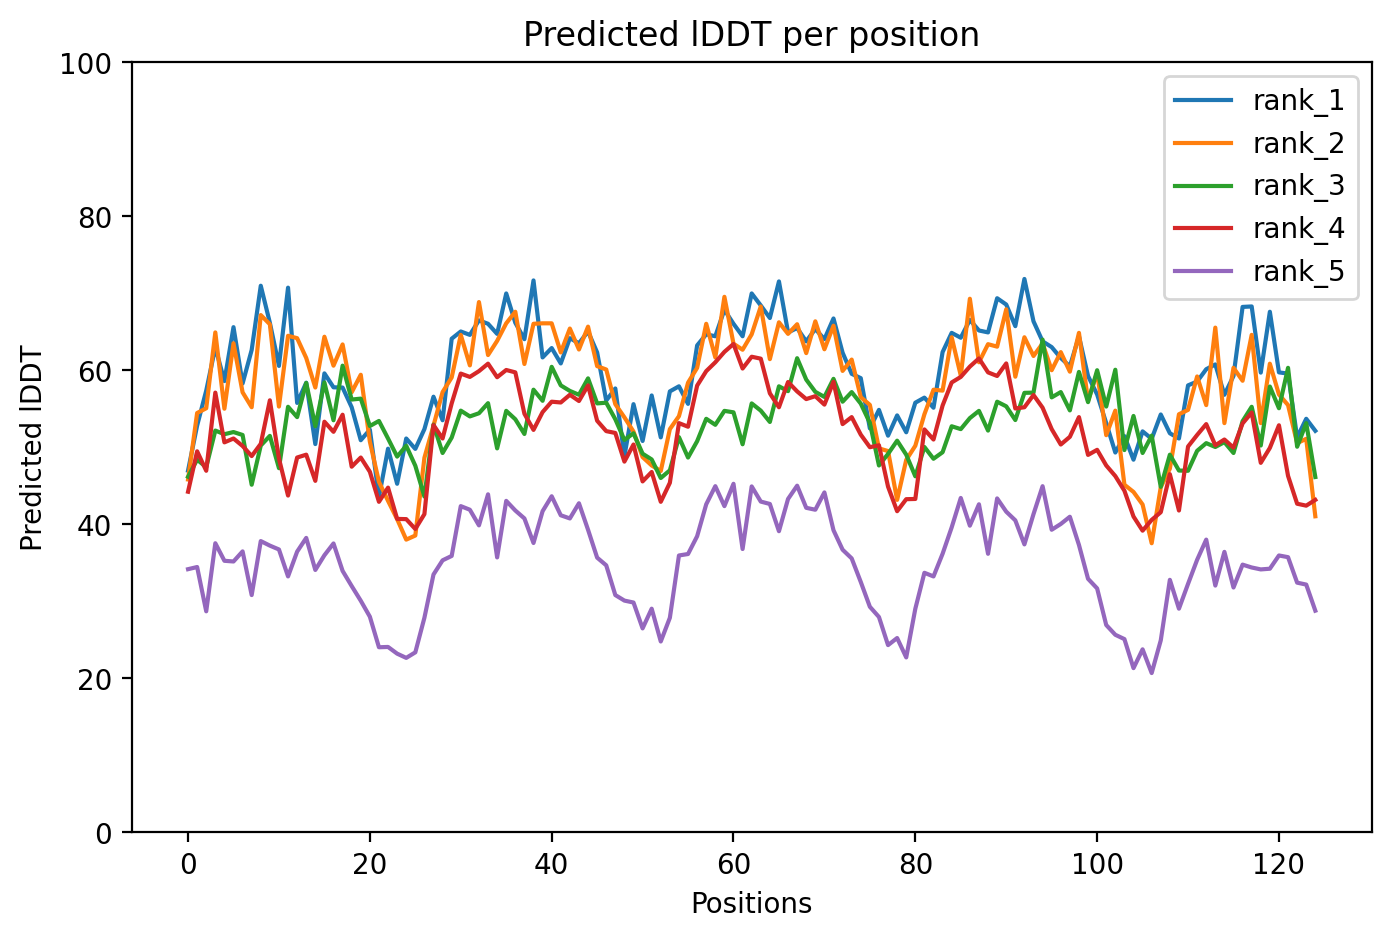 Predicted lDDT per position
100
80
60
40
20
0
Predicted lDDT
0 20 40 60 80 100 120
Positions
rank_1
rank_2
rank_3
rank_4
rank_5